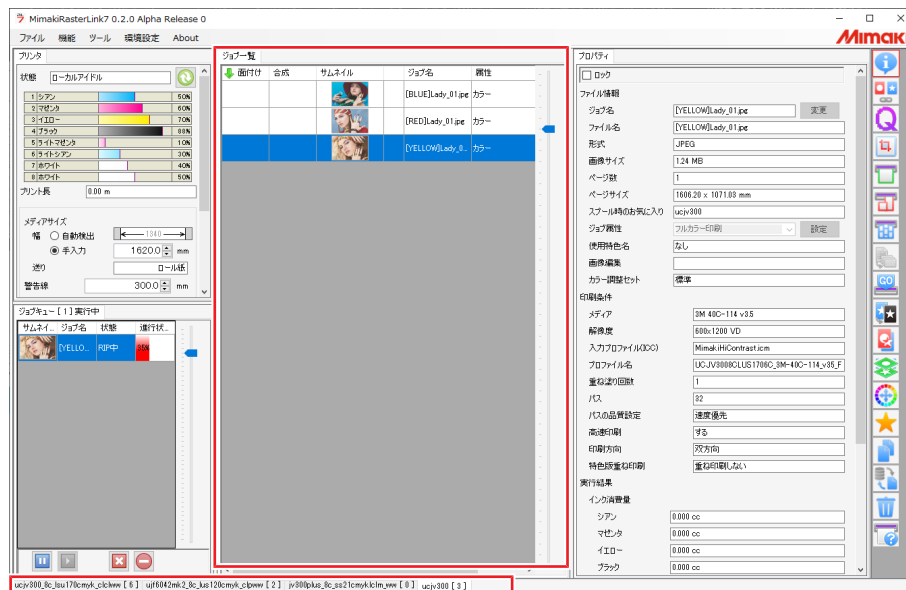 MimakiRasterLink7 0.2.0 Alpha Release 0
ファイル 機能 ツール 環境設定 About
Mimaki
プリンタ
状態 ローカルアイドル
1 シアン 50%
2 マゼンタ 60%
3 イエロー 70%
4 ブラック 88%
5 ライトマゼンタ 10%
6 ライトシアン 30%
7 ホワイト 40%
8 ホワイト 50%
プリント長 0.00 m
メディアサイズ
幅 自動検出 1340
手入力 1620.0 mm
送り ロール紙
警告線 300.0 mm
ジョブキュー [ 1 ] 実行中
サムネイ... ジョブ名 状態 進行状...
[YELLO... RIP中 35%
ジョブ一覧
面付け 合成 サムネイル ジョブ名 属性
[BLUE]Lady_01.jpg カラー
[RED]Lady_01.jpg カラー
[YELLOW]Lady_0... カラー
プロパティ
ロック
ファイル情報
ジョブ名 [YELLOW]Lady_01.jpg 変更
ファイル名 [YELLOW]Lady_01.jpg
形式 JPEG
画像サイズ 1.24 MB
ページ数 1
ページサイズ 1606.20 × 1071.03 mm
スプール時のお気に入り ucjv300
ジョブ属性 フルカラー印刷 設定
使用特色名 なし
画像編集
カラー調整セット 標準
印刷条件
メディア 3M 40C-114 v3.5
解像度 600x1200 VD
入力プロファイル(ICC) MimakiHiContrast.icm
プロファイル名 UCJV3008CLUS1706C_3M-40C-114_v35_F
重ね塗り回数 1
パス 32
パスの品質設定 速度優先
高速印刷 する
印刷方向 双方向
特色版重ね印刷 重ね印刷しない
実行結果
インク消費量
シアン 0.000 cc
マゼンタ 0.000 cc
イエロー 0.000 cc
ブラック 0.000 cc
Q
GO
ucjv300_8c_lsu170cmyk_clclww [ 6 ] ujf6042mk2_8c_lus120cmyk_clpww [ 2 ] jv300plus_8c_ss21cmyklclm_ww [ 0 ] ucjv300 [ 3 ]